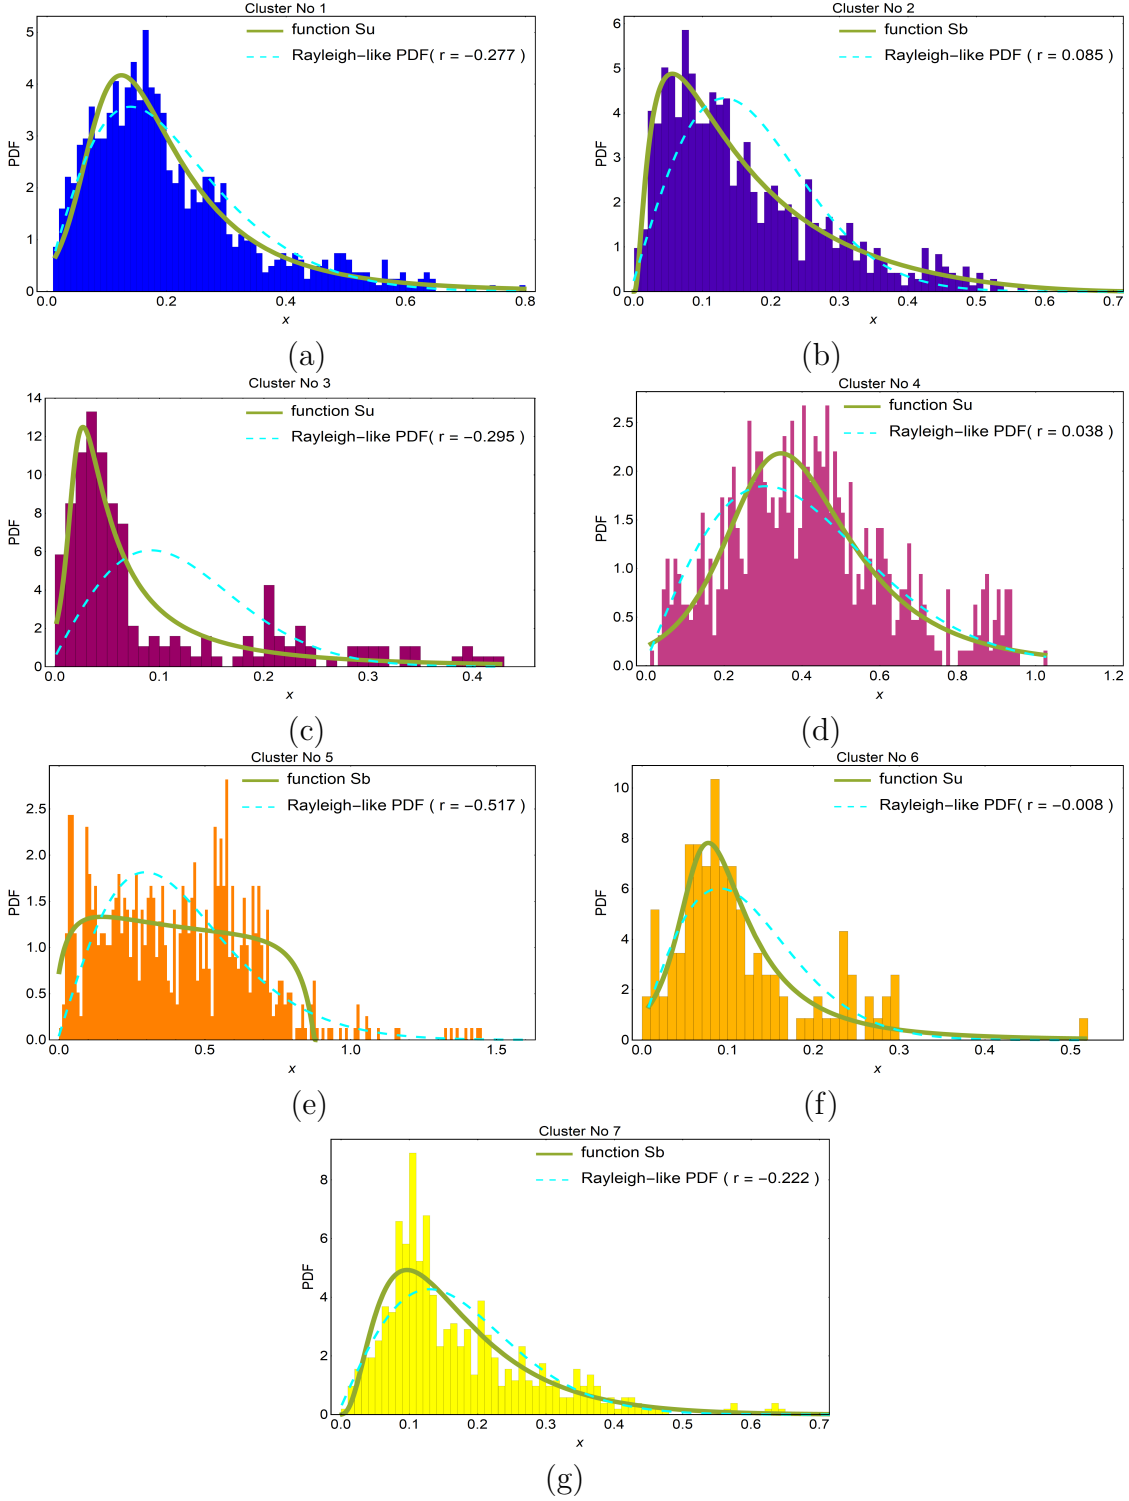 Cluster No 1
function Su
Rayleigh−like PDF( r = −0.277 )
PDF
5
4
3
2
1
0
0.0 0.2 0.4 0.6 0.8
x
(a)
Cluster No 2
function Sb
Rayleigh−like PDF ( r = 0.085 )
PDF
6
5
4
3
2
1
0
0.0 0.1 0.2 0.3 0.4 0.5 0.6 0.7
x
(b)
Cluster No 3
function Su
Rayleigh−like PDF( r = −0.295 )
PDF
14
12
10
8
6
4
2
0
0. 0.1 0.2 0.3 0.4
x
(c)
Cluster No 4
function Su
Rayleigh−like PDF( r = 0.038 )
PDF
2.5
2.0
1.5
1.0
0.5
0.0
0.0 0.2 0.4 0.6 0.8 1.0 1.2
x
(d)
Cluster No 5
function Sb
Rayleigh−like PDF ( r = −0.517 )
PDF
2.5
2.0
1.5
1.0
0.5
0.0
0.0 0.5 1.0 1.5
x
(e)
Cluster No 6
function Su
Rayleigh−like PDF( r = −0.008 )
PDF
10
8
6
4
2
0
0.0 0.1 0.2 0.3 0.4 0.5
x
(f)
Cluster No 7
function Sb
Rayleigh−like PDF ( r = −0.222 )
PDF
8
6
4
2
0
0.0 0.1 0.2 0.3 0.4 0.5 0.6 0.7
x
(g)